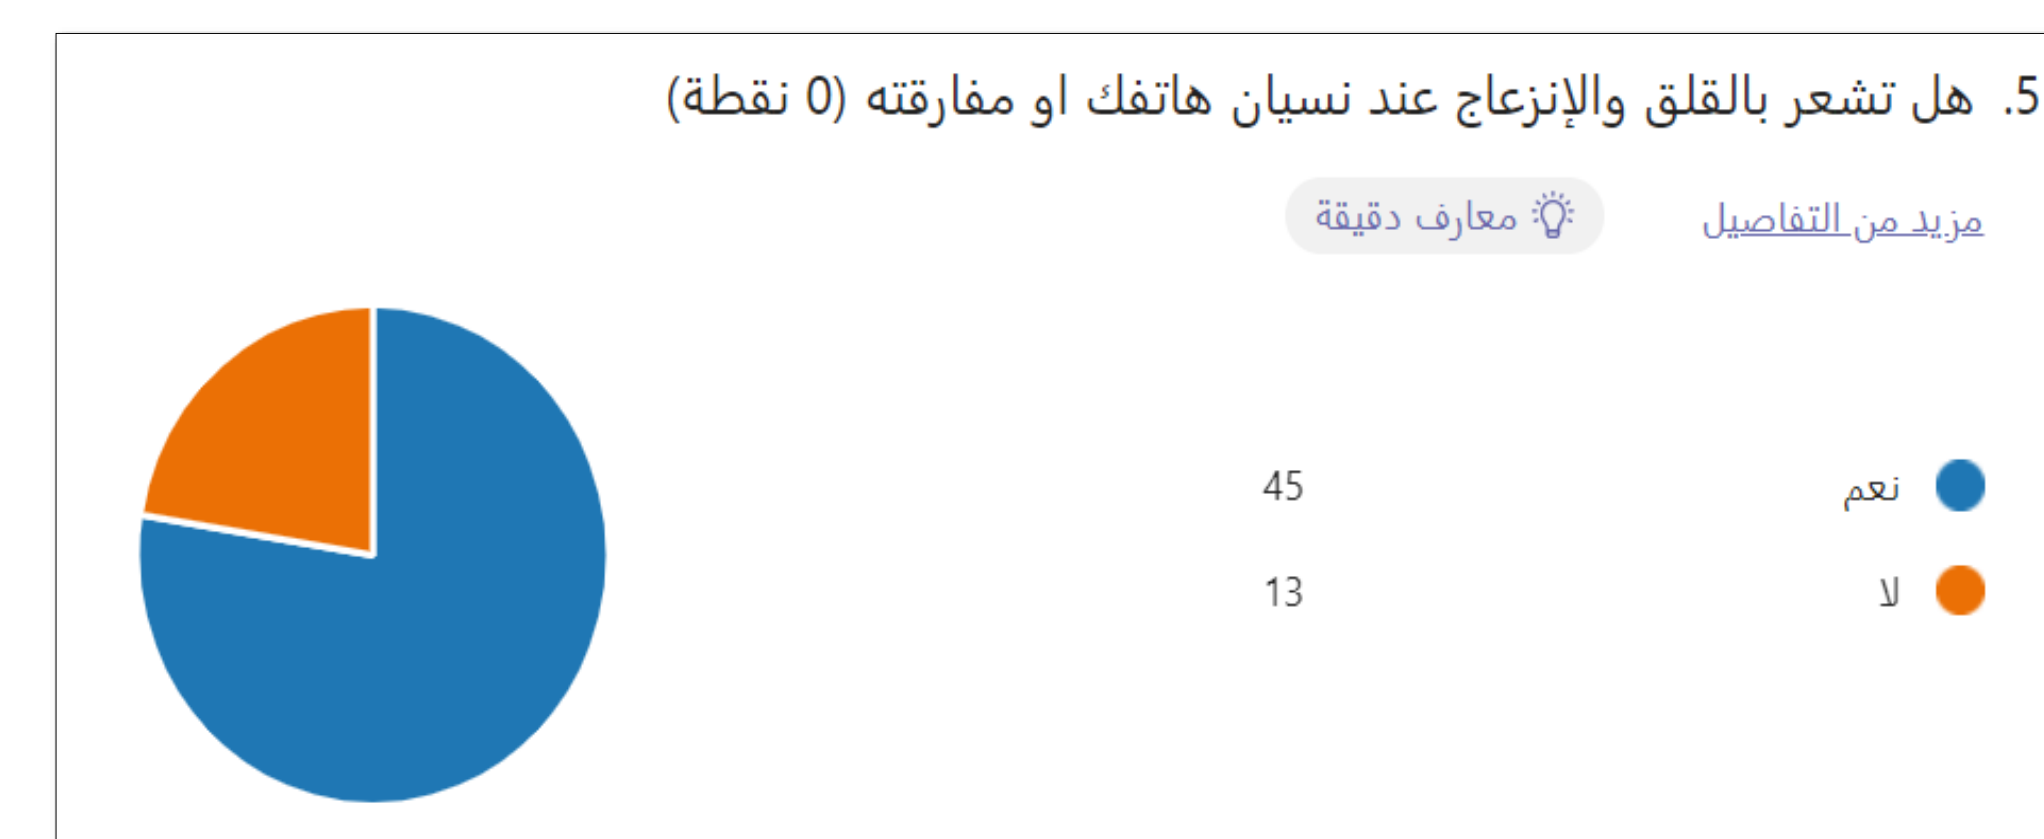 5. هل تشعر بالقلق والإنزعاج عند نسيان هاتفك او مفارقته (0 نقطة)
مزيد من التفاصيل معارف دقيقة
نعم 45
لا 13